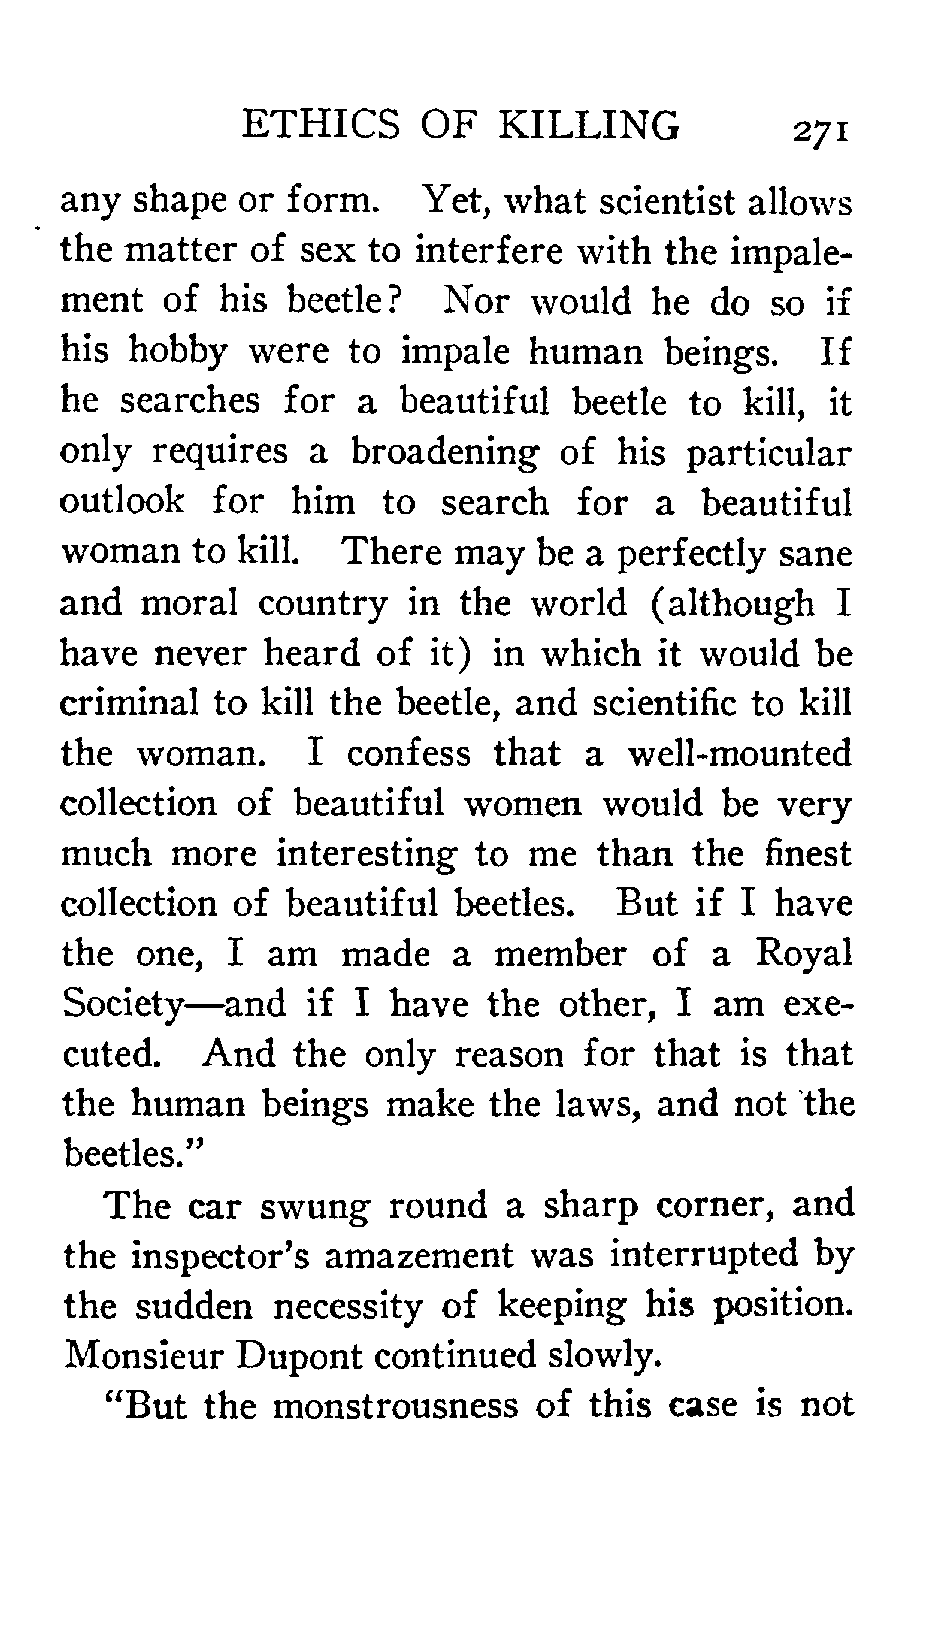 ETHICS OF KILLING 271
any shape or form. Yet, what scientist allows
the matter of sex to interfere with the impale-
ment of his beetle? Nor would he do so if
his hobby were to impale human beings. If
he searches for a beautiful beetle to kill, it
only requires a broadening of his particular
outlook for him to search for a beautiful
woman to kill. There may be a perfectly sane
and moral country in the world (although I
have never heard of it) in which it would be
criminal to kill the beetle, and scientific to kill
the woman. I confess that a well-mounted
collection of beautiful women would be very
much more interesting to me than the finest
collection of beautiful beetles. But if I have
the one, I am made a member of a Royal
Society—and if I have the other, I am exe-
cuted. And the only reason for that is that
the human beings make the laws, and not the
beetles."
The car swung round a sharp corner, and
the inspector's amazement was interrupted by
the sudden necessity of keeping his position.
Monsieur Dupont continued slowly.
"But the monstrousness of this case is not